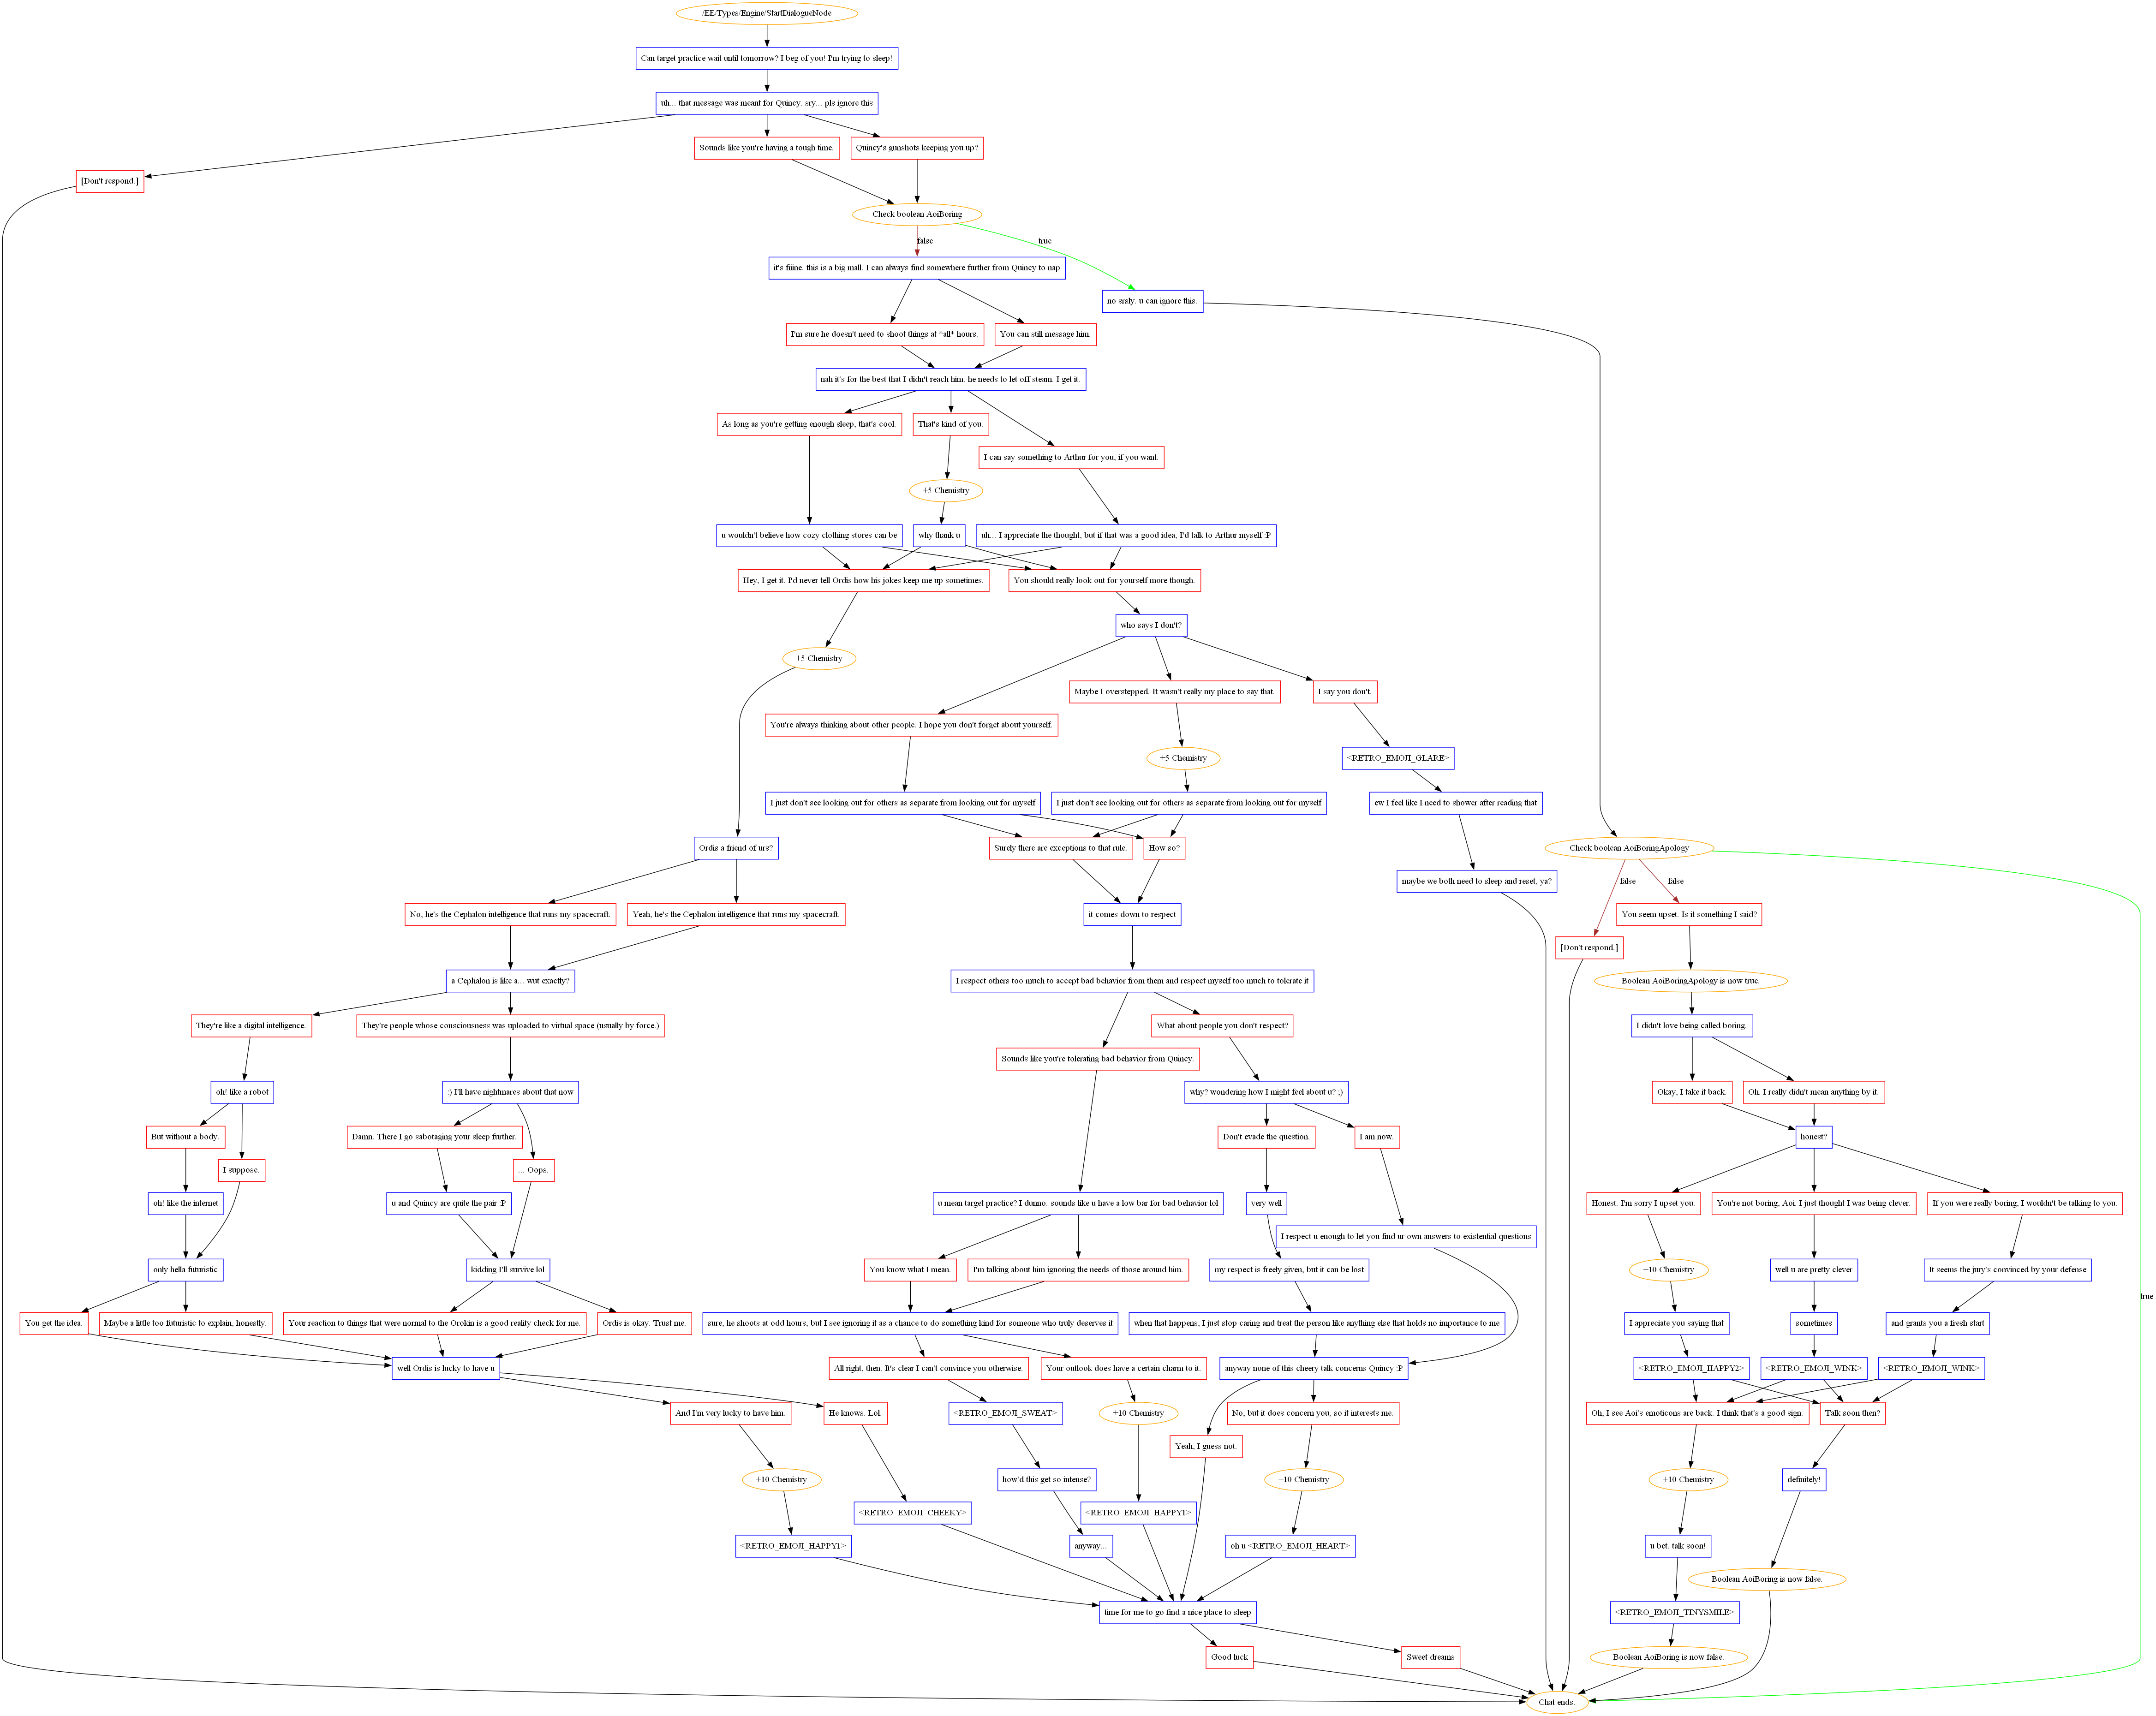 /EE/Types/Engine/StartDialogueNode
Can target practice wait until tomorrow? I beg of you! I'm trying to sleep!
uh... that message was meant for Quincy. sry... pls ignore this
Sounds like you're having a tough time.
Quincy's gunshots keeping you up?
[Don't respond.]
Check boolean AoiBoring
false
true
it's fiiine. this is a big mall. I can always find somewhere further from Quincy to nap
no srsly. u can ignore this.
I'm sure he doesn't need to shoot things at *all* hours.
You can still message him.
nah it's for the best that I didn't reach him. he needs to let off steam. I get it.
As long as you're getting enough sleep, that's cool.
That's kind of you.
I can say something to Arthur for you, if you want.
+5 Chemistry
u wouldn't believe how cozy clothing stores can be
why thank u
uh... I appreciate the thought, but if that was a good idea, I'd talk to Arthur myself :P
Hey, I get it. I'd never tell Ordis how his jokes keep me up sometimes.
You should really look out for yourself more though.
who says I don't?
+5 Chemistry
Maybe I overstepped. It wasn't really my place to say that.
I say you don't.
You're always thinking about other people. I hope you don't forget about yourself.
+5 Chemistry
<RETRO_EMOJI_GLARE>
I just don't see looking out for others as separate from looking out for myself
I just don't see looking out for others as separate from looking out for myself
ew I feel like I need to shower after reading that
Ordis a friend of urs?
Surely there are exceptions to that rule.
How so?
Check boolean AoiBoringApology
maybe we both need to sleep and reset, ya?
false
false
No, he's the Cephalon intelligence that runs my spacecraft.
Yeah, he's the Cephalon intelligence that runs my spacecraft.
it comes down to respect
You seem upset. Is it something I said?
[Don't respond.]
a Cephalon is like a... wut exactly?
I respect others too much to accept bad behavior from them and respect myself too much to tolerate it
Boolean AoiBoringApology is now true.
They're like a digital intelligence.
They're people whose consciousness was uploaded to virtual space (usually by force.)
What about people you don't respect?
I didn't love being called boring.
Sounds like you're tolerating bad behavior from Quincy.
oh! like a robot
:) I'll have nightmares about that now
why? wondering how I might feel about u? ;)
Okay, I take it back.
Oh. I really didn't mean anything by it.
But without a body.
Damn. There I go sabotaging your sleep further.
Don't evade the question.
I am now.
honest?
I suppose.
... Oops.
oh! like the internet
u and Quincy are quite the pair :P
u mean target practice? I dunno. sounds like u have a low bar for bad behavior lol
very well
Honest. I'm sorry I upset you.
You're not boring, Aoi. I just thought I was being clever.
If you were really boring, I wouldn't be talking to you.
I respect u enough to let you find ur own answers to existential questions
only hella futuristic
kidding I'll survive lol
You know what I mean.
I'm talking about him ignoring the needs of those around him.
my respect is freely given, but it can be lost
+10 Chemistry
well u are pretty clever
It seems the jury's convinced by your defense
true
You get the idea.
Maybe a little too futuristic to explain, honestly.
Your reaction to things that were normal to the Orokin is a good reality check for me.
Ordis is okay. Trust me.
sure, he shoots at odd hours, but I see ignoring it as a chance to do something kind for someone who truly deserves it
when that happens, I just stop caring and treat the person like anything else that holds no importance to me
I appreciate you saying that
sometimes
and grants you a fresh start
well Ordis is lucky to have u
All right, then. It's clear I can't convince you otherwise.
Your outlook does have a certain charm to it.
anyway none of this cheery talk concerns Quincy :P
<RETRO_EMOJI_HAPPY2>
<RETRO_EMOJI_WINK>
<RETRO_EMOJI_WINK>
And I'm very lucky to have him.
He knows. Lol.
<RETRO_EMOJI_SWEAT>
+10 Chemistry
No, but it does concern you, so it interests me.
Oh, I see Aoi's emoticons are back. I think that's a good sign.
Talk soon then?
Yeah, I guess not.
+10 Chemistry
how'd this get so intense?
+10 Chemistry
+10 Chemistry
definitely!
<RETRO_EMOJI_CHEEKY>
<RETRO_EMOJI_HAPPY1>
<RETRO_EMOJI_HAPPY1>
anyway...
oh u <RETRO_EMOJI_HEART>
u bet. talk soon!
Boolean AoiBoring is now false.
time for me to go find a nice place to sleep
<RETRO_EMOJI_TINYSMILE>
Good luck
Sweet dreams
Boolean AoiBoring is now false.
Chat ends.